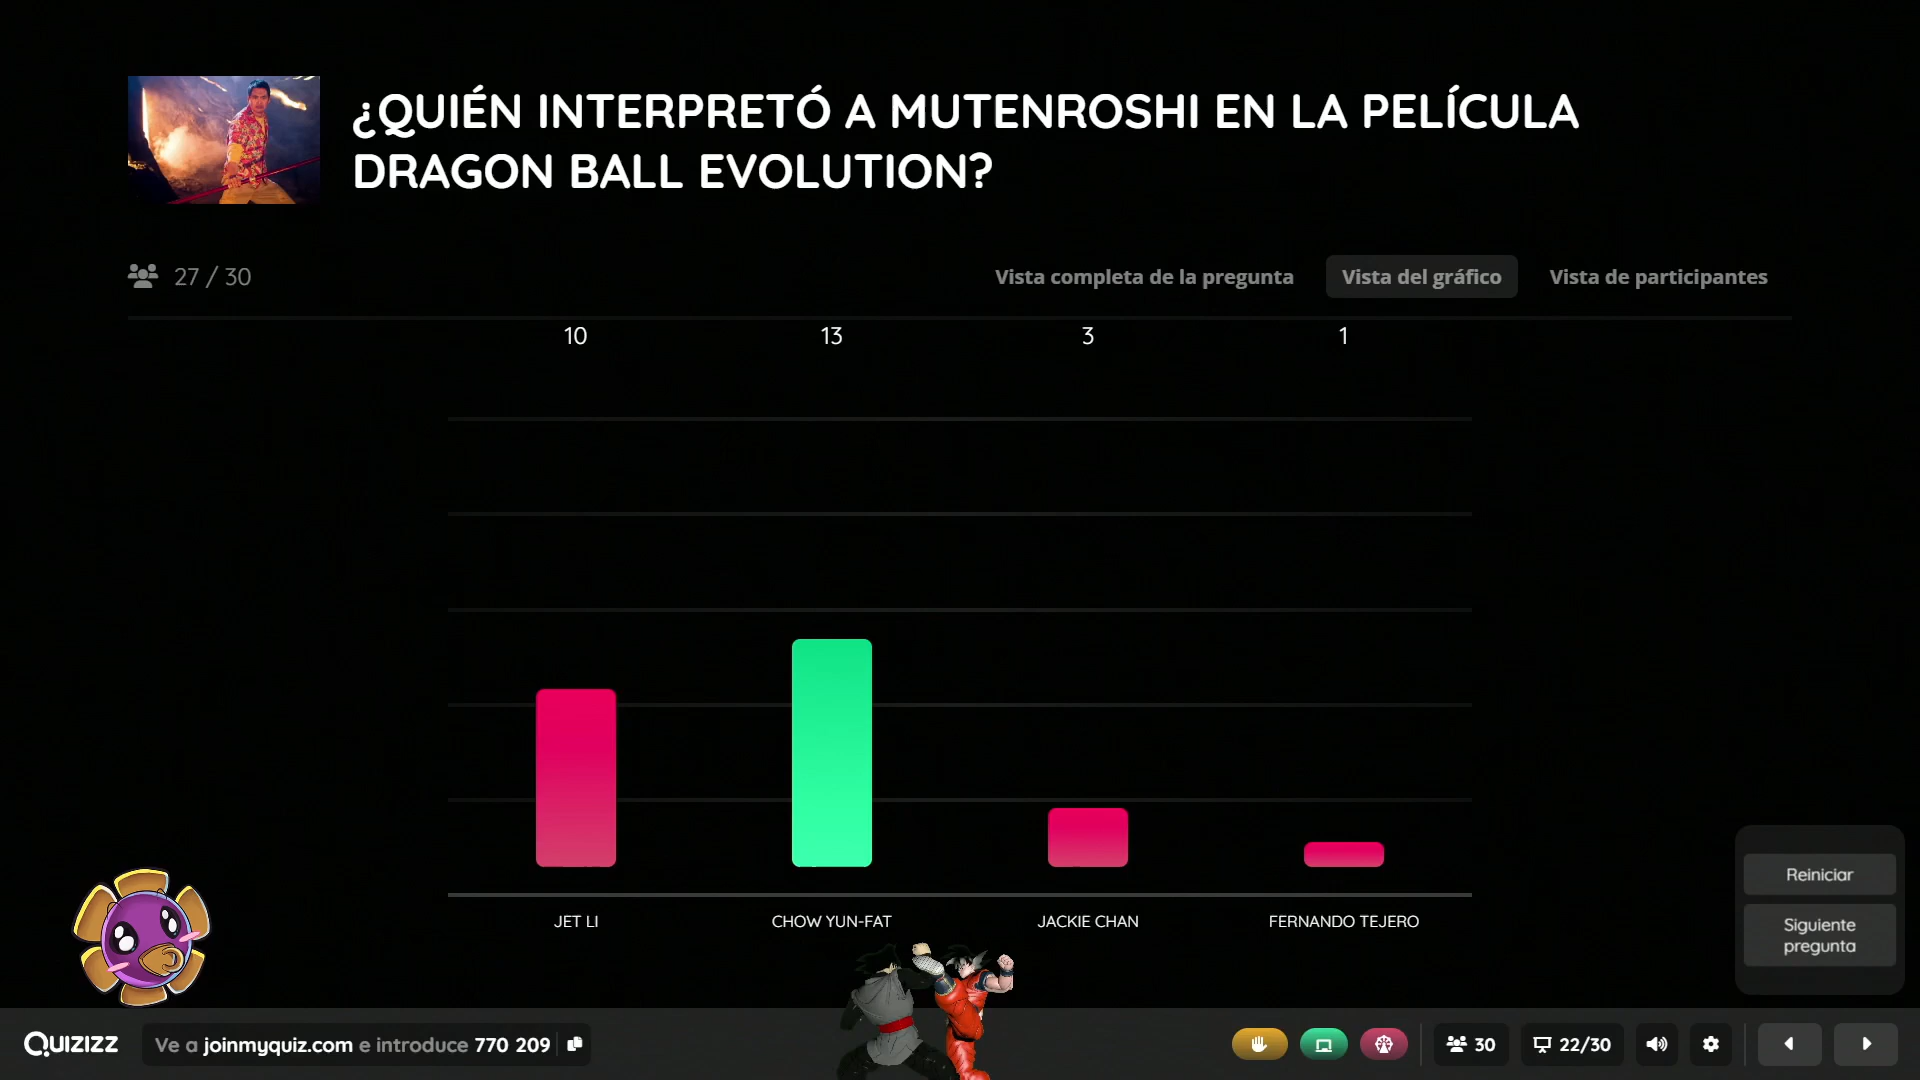 ¿QUIÉN INTERPRETÓ A MUTENROSHI EN LA PELÍCULA
DRAGON BALL EVOLUTION?
27 / 30
Vista completa de la pregunta
Vista del gráfico
Vista de participantes
10
13
3
1
JET LI
CHOW YUN-FAT
JACKIE CHAN
FERNANDO TEJERO
Reiniciar
Siguiente
pregunta
QUIZIZZ
Ve a joinmyquiz.com e introduce 770 209
30
22/30